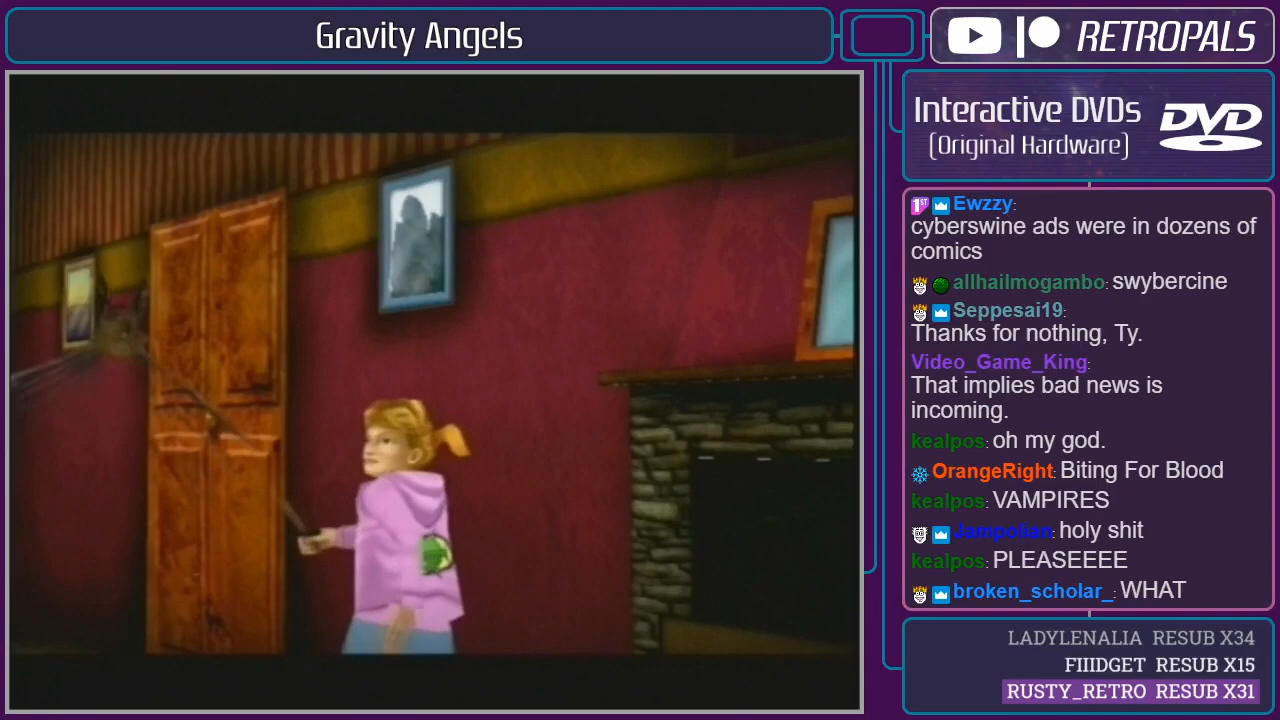 Gravity Angels
RETROPALS
Interactive DVDs
(Original Hardware)
DVD
1ST Ewzzy:
cyberswine ads were in dozens of
comics
allhailmogambo: swybercine
Seppesai19:
Thanks for nothing, Ty.
Video_Game_King:
That implies bad news is
incoming.
kealpos: oh my god.
OrangeRight: Biting For Blood
kealpos: VAMPIRES
Jampolian: holy shit
kealpos: PLEASEEEE
broken_scholar_: WHAT
LADYLENALIA RESUB X34
FIIIDGET RESUB X15
RUSTY_RETRO RESUB X31